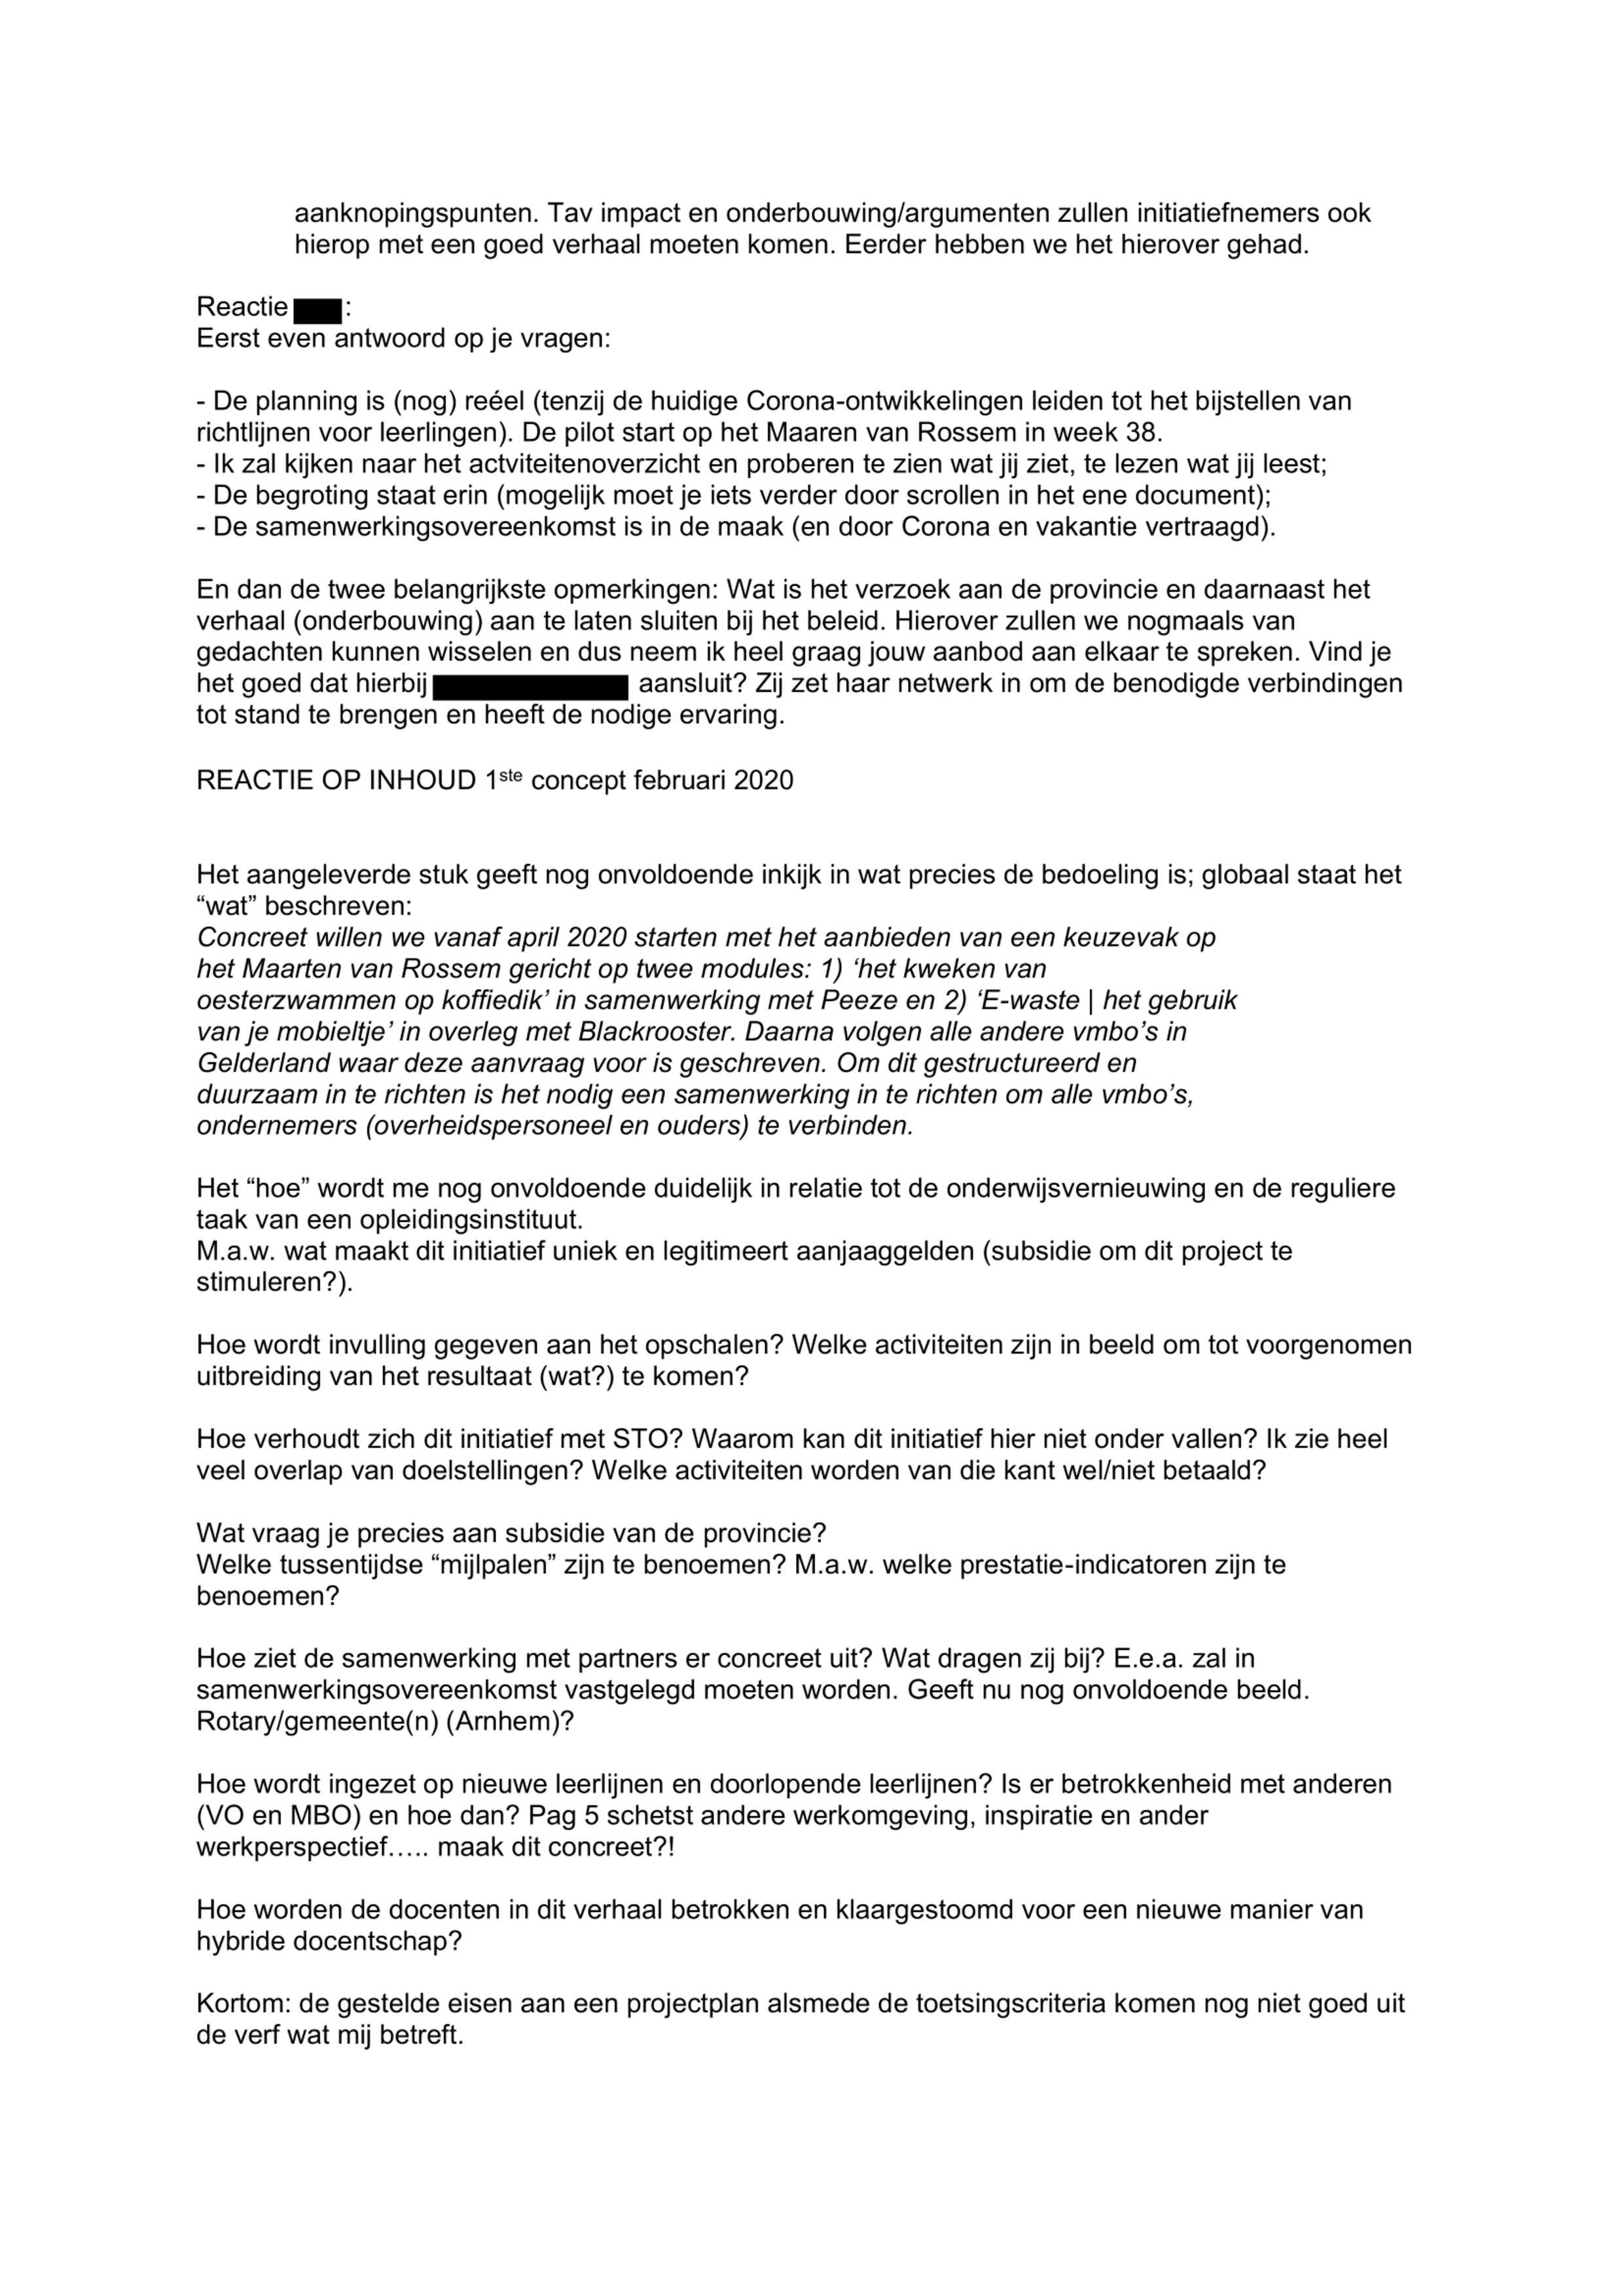 aanknopingspunten. Tav impact en onderbouwing/argumenten zullen initiatiefnemers ook
hierop met een goed verhaal moeten komen. Eerder hebben we het hierover gehad.
Reactie :
Eerst even antwoord op je vragen:
- De planning is (nog) reéel (tenzij de huidige Corona-ontwikkelingen leiden tot het bijstellen van
richtlijnen voor leerlingen). De pilot start op het Maaren van Rossem in week 38.
- Ik zal kijken naar het actviteitenoverzicht en proberen te zien wat jij ziet, te lezen wat jij leest;
- De begroting staat erin (mogelijk moet je iets verder door scrollen in het ene document);
- De samenwerkingsovereenkomst is in de maak (en door Corona en vakantie vertraagd).
En dan de twee belangrijkste opmerkingen: Wat is het verzoek aan de provincie en daarnaast het
verhaal (onderbouwing) aan te laten sluiten bij het beleid. Hierover zullen we nogmaals van
gedachten kunnen wisselen en dus neem ik heel graag jouw aanbod aan elkaar te spreken. Vind je
het goed dat hierbij aansluit? Zij zet haar netwerk in om de benodigde verbindingen
tot stand te brengen en heeft de nodige ervaring.
REACTIE OP INHOUD 1ste concept februari 2020
Het aangeleverde stuk geeft nog onvoldoende inkijk in wat precies de bedoeling is; globaal staat het
“wat” beschreven:
Concreet willen we vanaf april 2020 starten met het aanbieden van een keuzevak op
het Maarten van Rossem gericht op twee modules: 1) ‘het kweken van
oesterzwammen op koffiedik’ in samenwerking met Peeze en 2) ‘E-waste | het gebruik
van je mobieltje’ in overleg met Blackrooster. Daarna volgen alle andere vmbo’s in
Gelderland waar deze aanvraag voor is geschreven. Om dit gestructureerd en
duurzaam in te richten is het nodig een samenwerking in te richten om alle vmbo’s,
ondernemers (overheidspersoneel en ouders) te verbinden.
Het “hoe” wordt me nog onvoldoende duidelijk in relatie tot de onderwijsvernieuwing en de reguliere
taak van een opleidingsinstituut.
M.a.w. wat maakt dit initiatief uniek en legitimeert aanjaaggelden (subsidie om dit project te
stimuleren?).
Hoe wordt invulling gegeven aan het opschalen? Welke activiteiten zijn in beeld om tot voorgenomen
uitbreiding van het resultaat (wat?) te komen?
Hoe verhoudt zich dit initiatief met STO? Waarom kan dit initiatief hier niet onder vallen? Ik zie heel
veel overlap van doelstellingen? Welke activiteiten worden van die kant wel/niet betaald?
Wat vraag je precies aan subsidie van de provincie?
Welke tussentijdse “mijlpalen” zijn te benoemen? M.a.w. welke prestatie-indicatoren zijn te
benoemen?
Hoe ziet de samenwerking met partners er concreet uit? Wat dragen zij bij? E.e.a. zal in
samenwerkingsovereenkomst vastgelegd moeten worden. Geeft nu nog onvoldoende beeld.
Rotary/gemeente(n) (Arnhem)?
Hoe wordt ingezet op nieuwe leerlijnen en doorlopende leerlijnen? Is er betrokkenheid met anderen
(VO en MBO) en hoe dan? Pag 5 schetst andere werkomgeving, inspiratie en ander
werkperspectief….. maak dit concreet?!
Hoe worden de docenten in dit verhaal betrokken en klaargestoomd voor een nieuwe manier van
hybride docentschap?
Kortom: de gestelde eisen aan een projectplan alsmede de toetsingscriteria komen nog niet goed uit
de verf wat mij betreft.